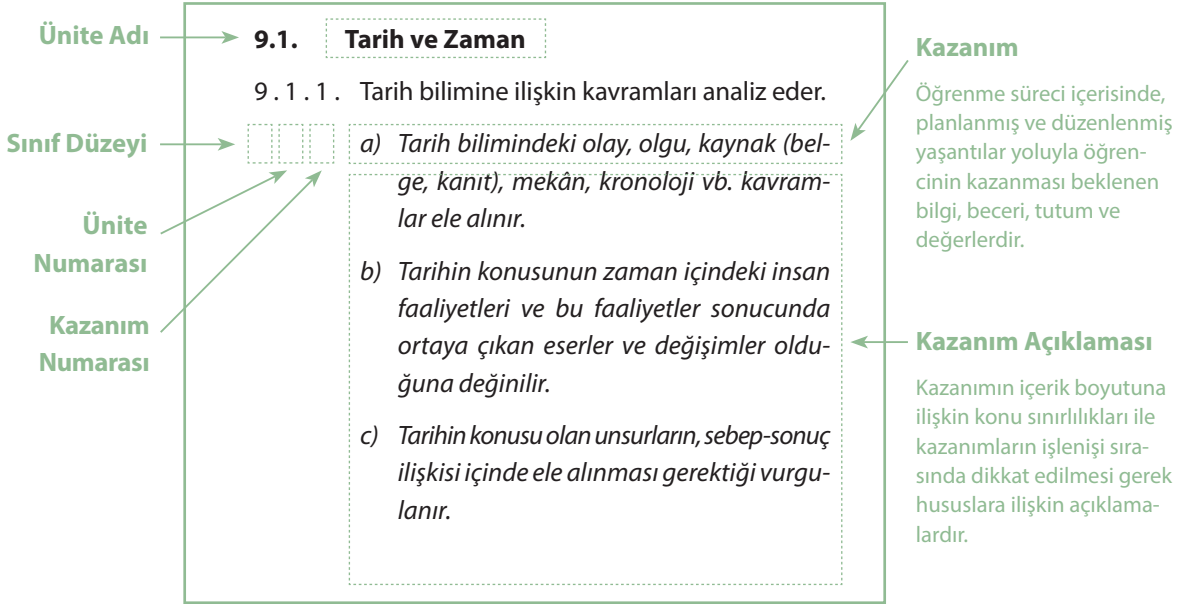 Ünite Adı
Sınıf Düzeyi
Ünite
Numarası
Kazanım
Numarası
9.1. Tarih ve Zaman
9.1.1. Tarih bilimine ilişkin kavramları analiz eder.
a) Tarih bilimindeki olay, olgu, kaynak (bel-
ge, kanıt), mekân, kronoloji vb. kavram-
lar ele alınır.
b) Tarihin konusunun zaman içindeki insan
faaliyetleri ve bu faaliyetler sonucunda
ortaya çıkan eserler ve değişimler oldu-
ğuna değinilir.
c) Tarihin konusu olan unsurların, sebep-sonuç
ilişkisi içinde ele alınması gerektiği vurgu-
lanır.
Kazanım
Öğrenme süreci içerisinde,
planlanmış ve düzenlenmiş
yaşantılar yoluyla öğren-
cinin kazanması beklenen
bilgi, beceri, tutum ve
değerlerdir.
Kazanım Açıklaması
Kazanımın içerik boyutuna
ilişkin konu sınırlılıkları ile
kazanımların işlenişi sıra-
sında dikkat edilmesi gerek
hususlara ilişkin açıklama-
lardır.